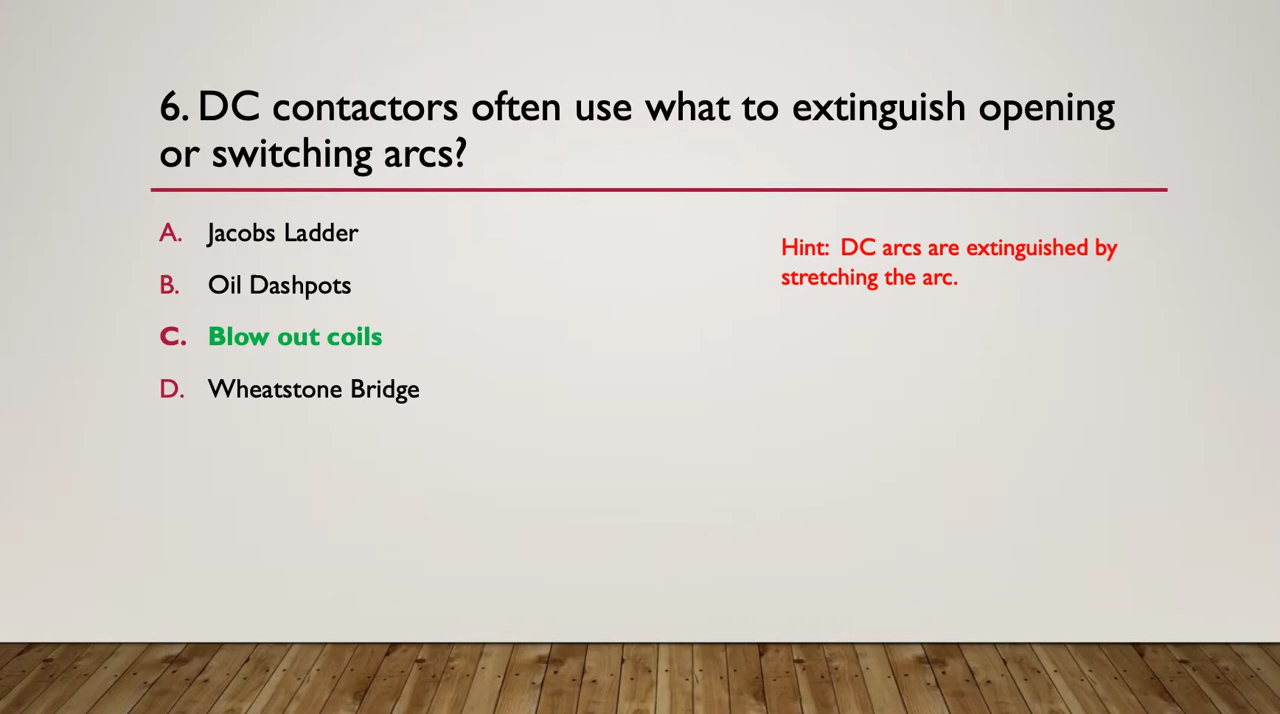 6. DC contactors often use what to extinguish opening
or switching arcs?
A. Jacobs Ladder
B. Oil Dashpots
C. Blow out coils
D. Wheatstone Bridge
Hint: DC arcs are extinguished by
stretching the arc.